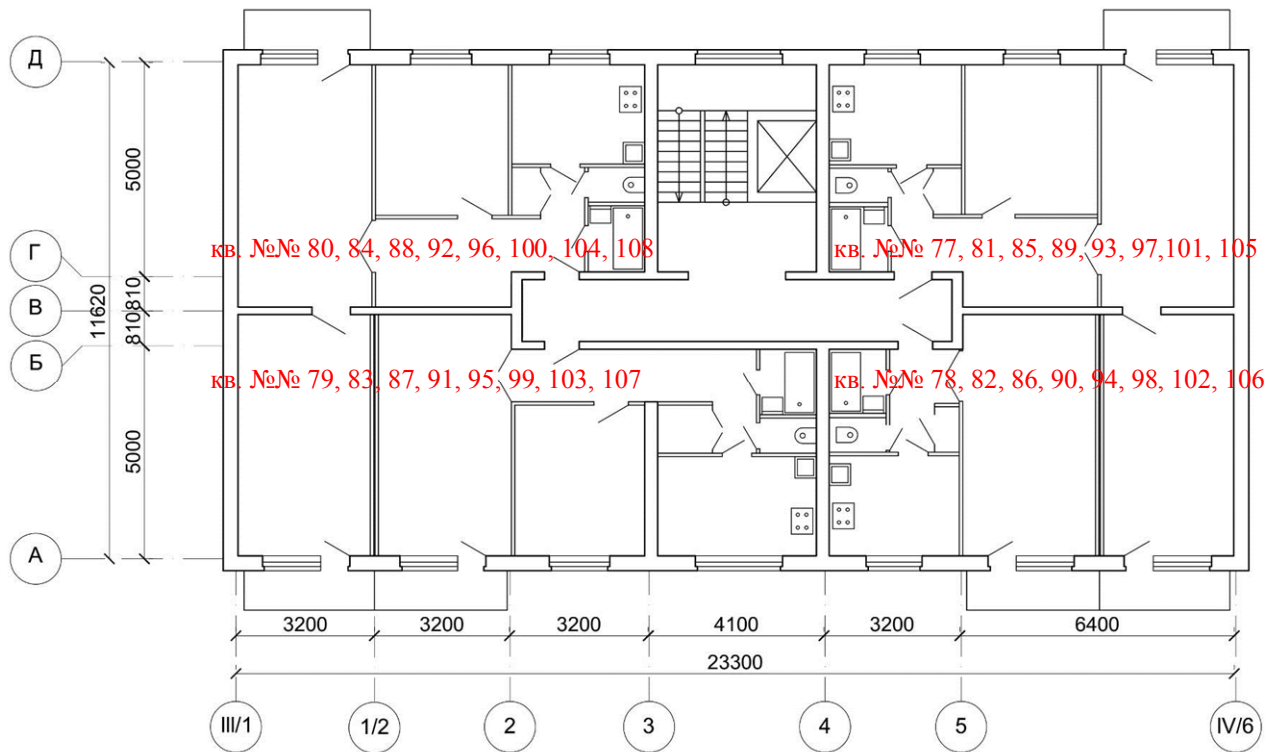 Д
5000
Г
кв. №№ 80, 84, 88, 92, 96, 100, 104, 108
кв. №№ 77, 81, 85, 89, 93, 97,101, 105
810
В
11620
810
Б
кв. №№ 79, 83, 87, 91, 95, 99, 103, 107
кв. №№ 78, 82, 86, 90, 94, 98, 102, 106
5000
А
3200
3200
3200
4100
3200
6400
23300
III/1
1/2
2
3
4
5
IV/6